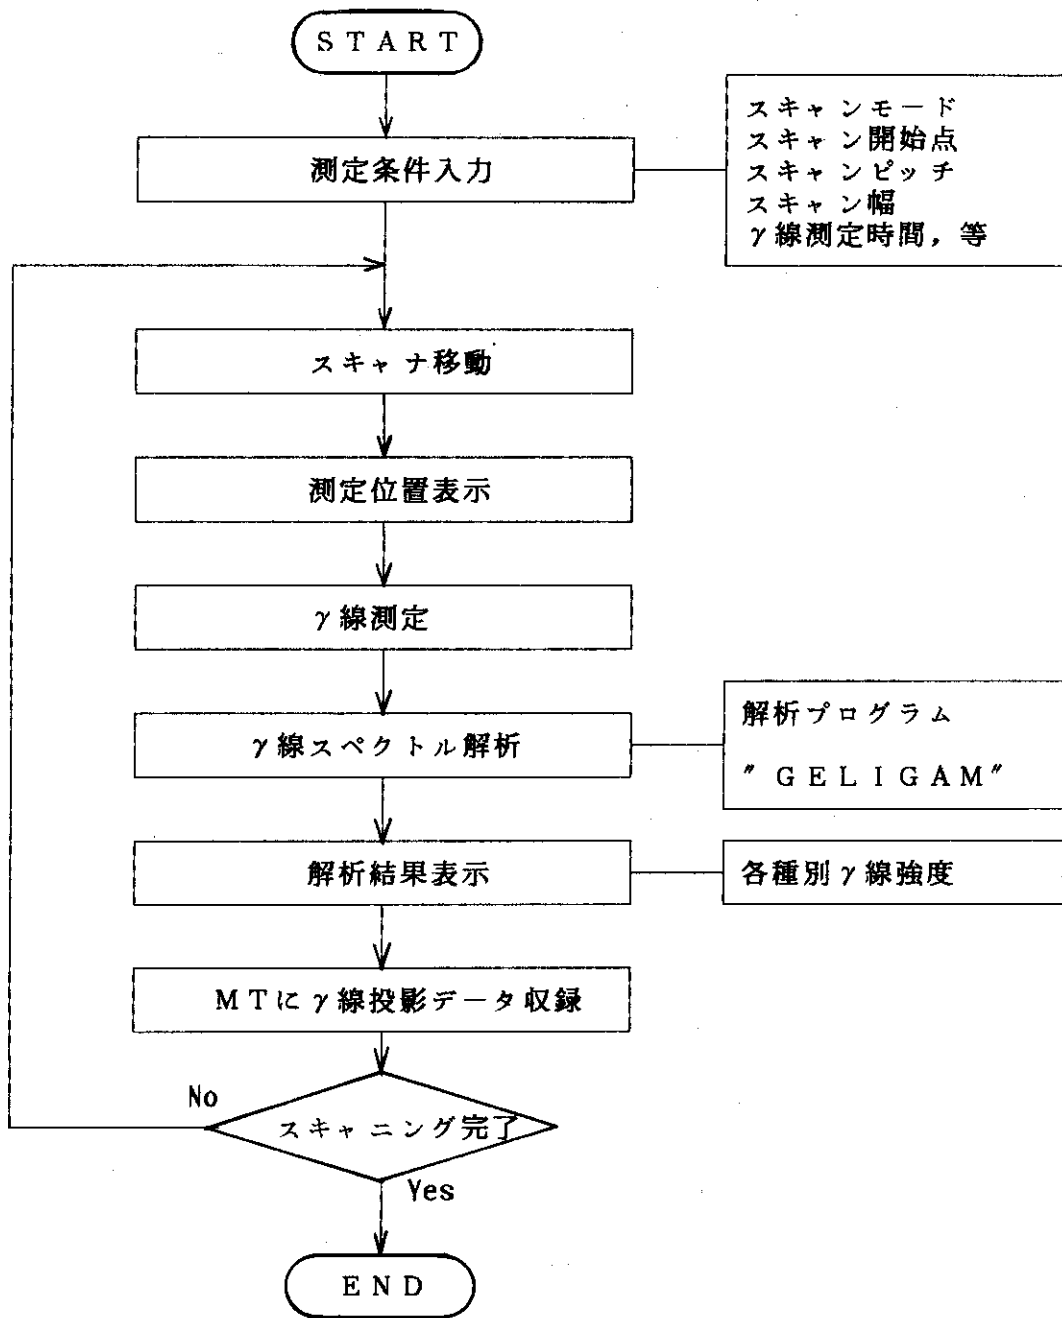 START
測定条件入力
スキャンモード
スキャン開始点
スキャンピッチ
スキャン幅
γ線測定時間，等
スキャナ移動
測定位置表示
γ線測定
γ線スペクトル解析
解析プログラム
"GELIGAM"
解析結果表示
各種別γ線強度
MTにγ線投影データ収録
No
スキャニング完了
Yes
END